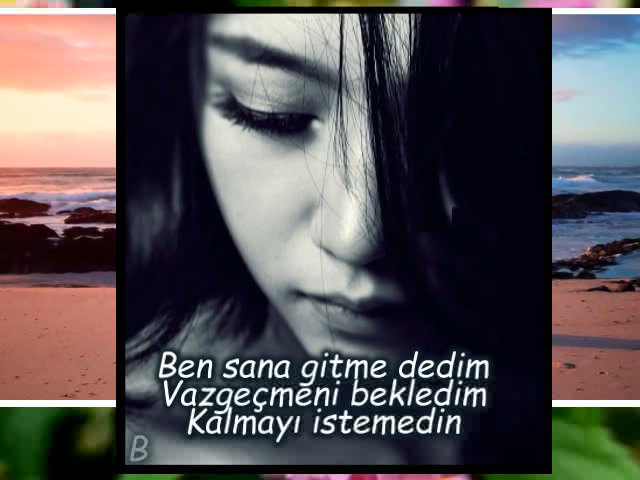 Ben sana gitme dedim
Vazgeçmeni bekledim
Kalmayı istemedin
B